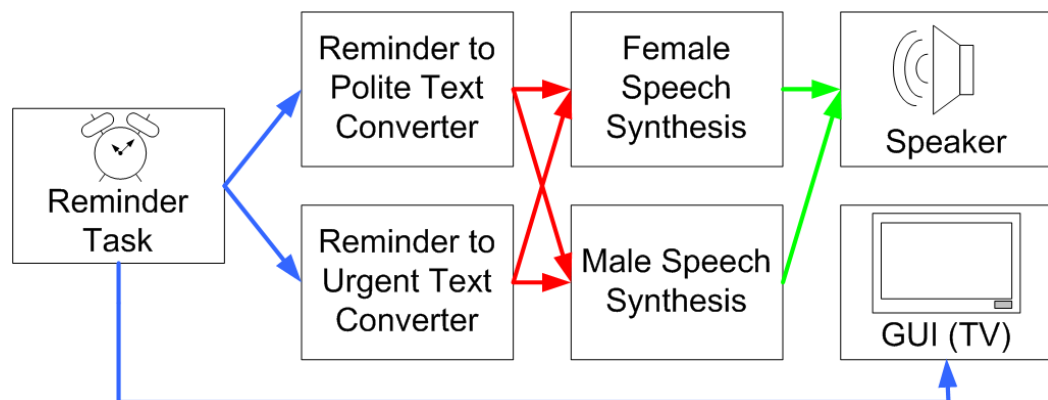 Reminder
Task
Reminder to
Polite Text
Converter
Reminder to
Urgent Text
Converter
Female
Speech
Synthesis
Male Speech
Synthesis
Speaker
GUI (TV)